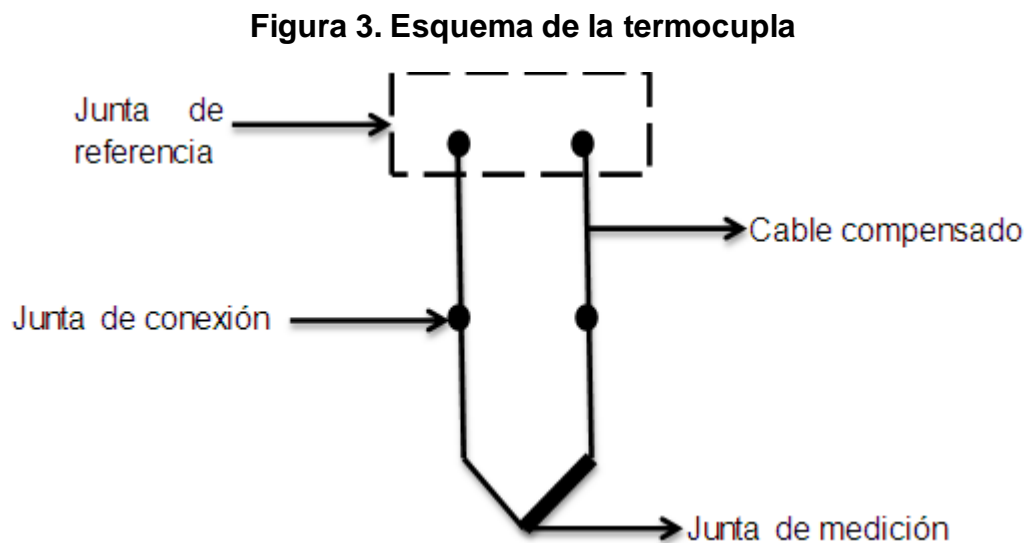 Figura 3. Esquema de la termocupla
Junta de
referencia
Cable compensado
Junta de conexión
Junta de medición